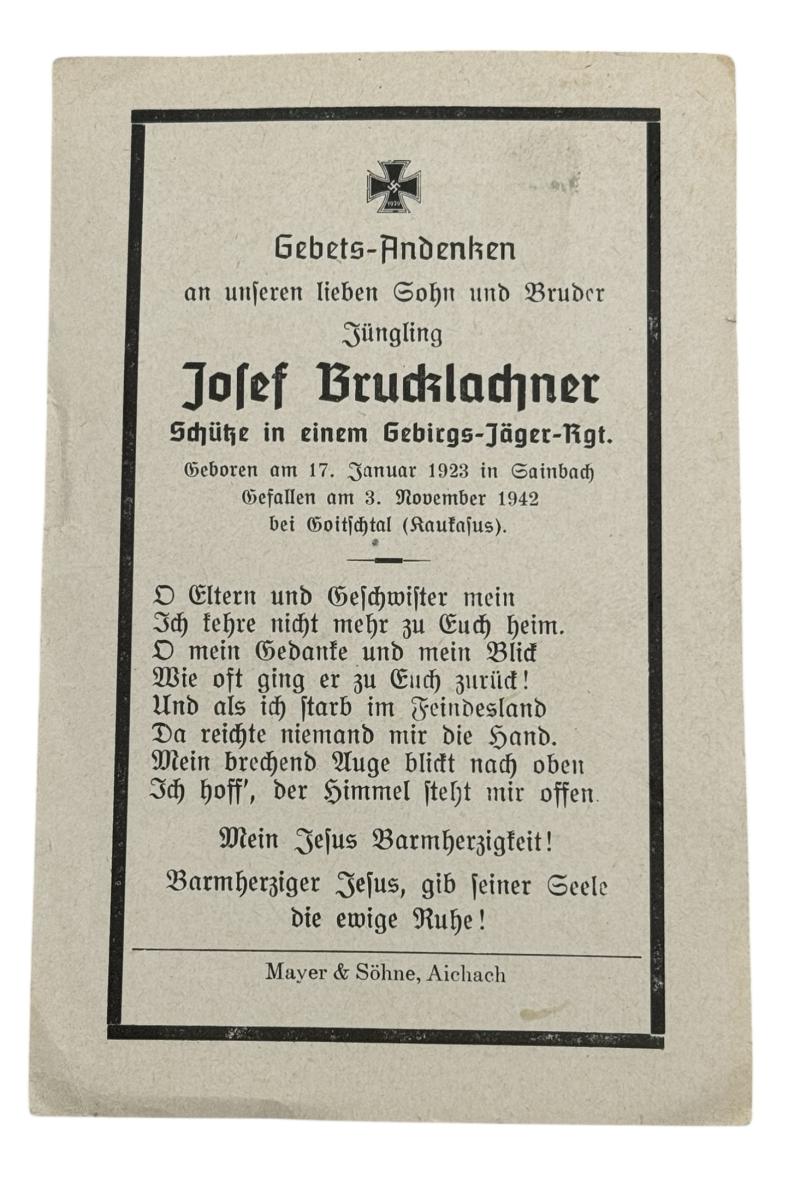 1939
Gebets-Andenken
an unseren lieben Sohn und Bruder
Jüngling
Josef Brucklachner
Schütze in einem Gebirgs-Jäger-Rgt.
Geboren am 17. Januar 1923 in Sainbach
Gefallen am 3. November 1942
bei Goitschtal (Kaukasus).
O Eltern und Geschwister mein
Ich kehre nicht mehr zu Euch heim.
O mein Gedanke und mein Blick
Wie oft ging er zu Euch zurück!
Und als ich starb im Feindesland
Da reichte niemand mir die Hand.
Mein brechend Auge blickt nach oben
Ich hoff', der Himmel steht mir offen.
Mein Jesus Barmherzigkeit!
Barmherziger Jesus, gib seiner Seele
die ewige Ruhe!
Mayer & Söhne, Aichach